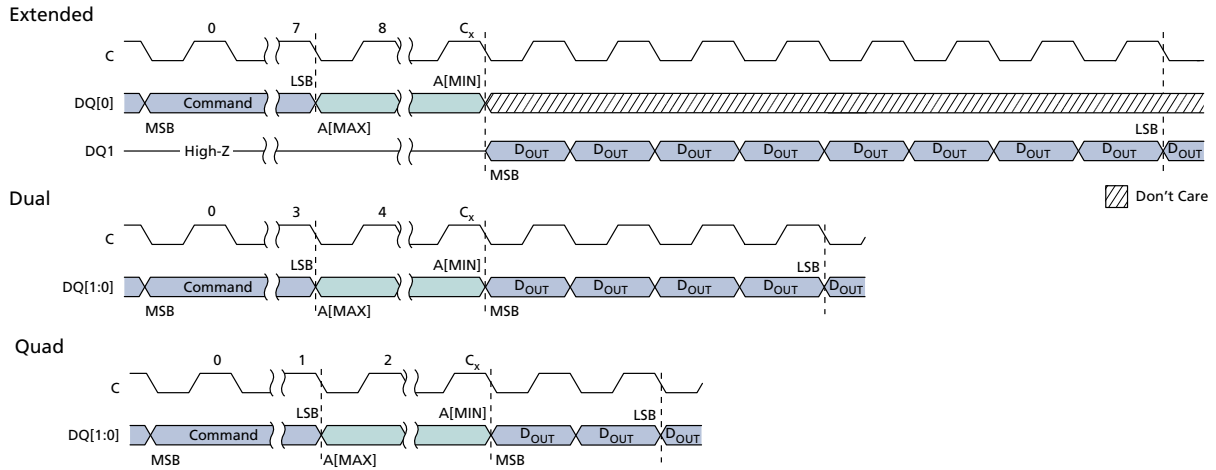 Extended
0 7 8 Cx
C
LSB A[MIN]
DQ[0] Command
MSB A[MAX] LSB
DQ1 High-Z DOUT DOUT DOUT DOUT DOUT DOUT DOUT DOUT DOUT
MSB
Don't Care
Dual
0 3 4 Cx
C
LSB A[MIN] LSB
DQ[1:0] Command DOUT DOUT DOUT DOUT DOUT
MSB A[MAX] MSB
Quad
0 1 2 Cx
C
LSB A[MIN] LSB
DQ[1:0] Command DOUT DOUT DOUT
MSB A[MAX] MSB